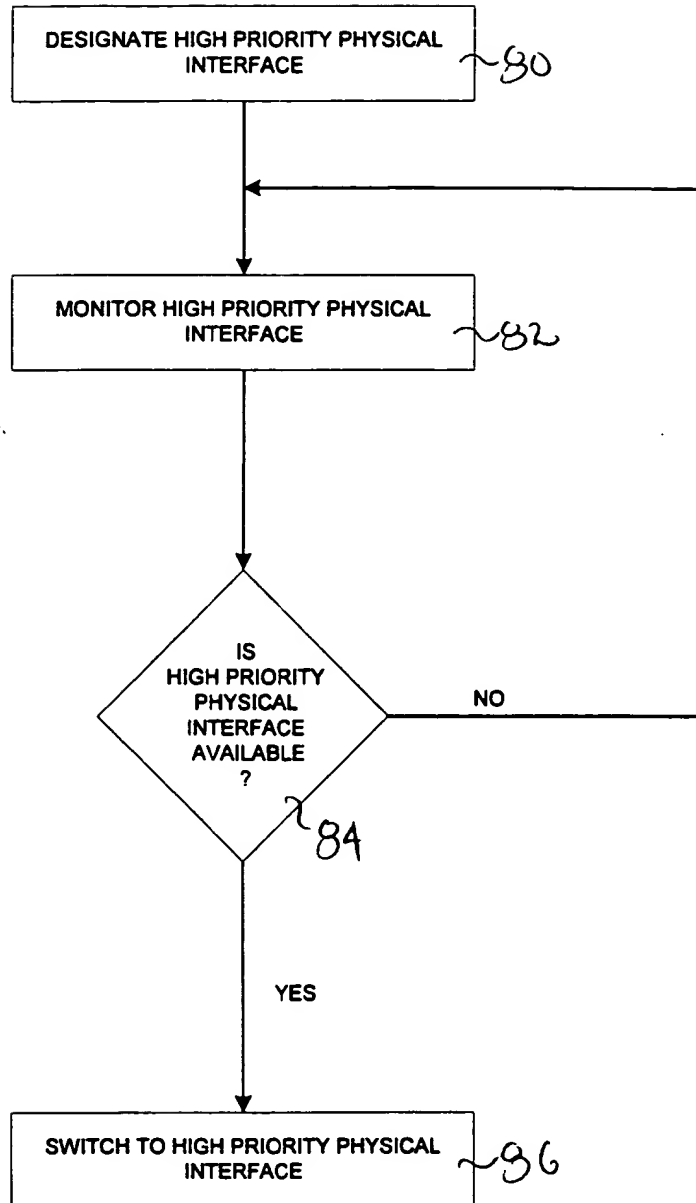 DESIGNATE HIGH PRIORITY PHYSICAL
INTERFACE
80
MONITOR HIGH PRIORITY PHYSICAL
INTERFACE
82
IS
HIGH PRIORITY
PHYSICAL
INTERFACE
AVAILABLE
?
NO
84
YES
SWITCH TO HIGH PRIORITY PHYSICAL
INTERFACE
86